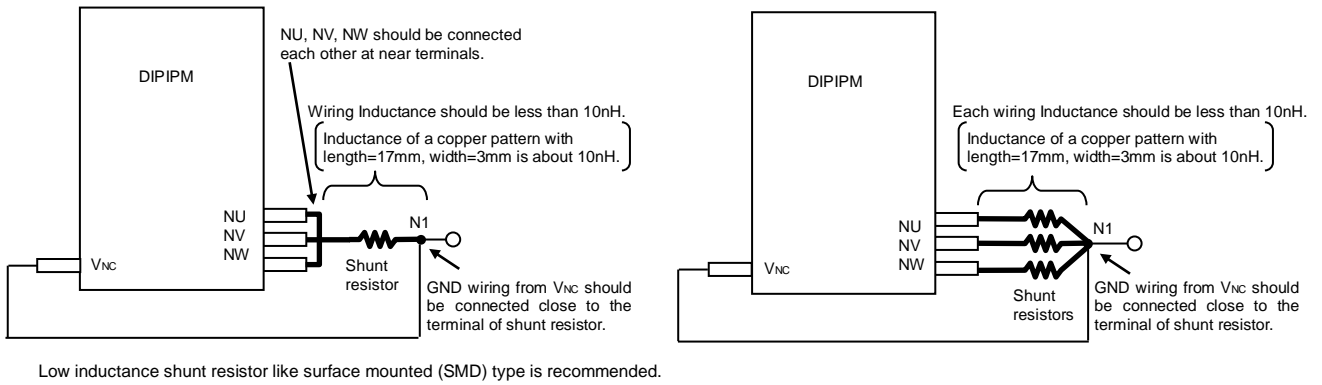 NU, NV, NW should be connected
each other at near terminals.
DIPIPM
Wiring Inductance should be less than 10nH.
Inductance of a copper pattern with
length=17mm, width=3mm is about 10nH.
NU
NV
NW
N1
VNC
Shunt
resistor
GND wiring from VNC should
be connected close to the
terminal of shunt resistor.
DIPIPM
Each wiring Inductance should be less than 10nH.
Inductance of a copper pattern with
length=17mm, width=3mm is about 10nH.
NU
NV
NW
N1
VNC
Shunt
resistors
GND wiring from VNC should
be connected close to the
terminal of shunt resistor.
Low inductance shunt resistor like surface mounted (SMD) type is recommended.